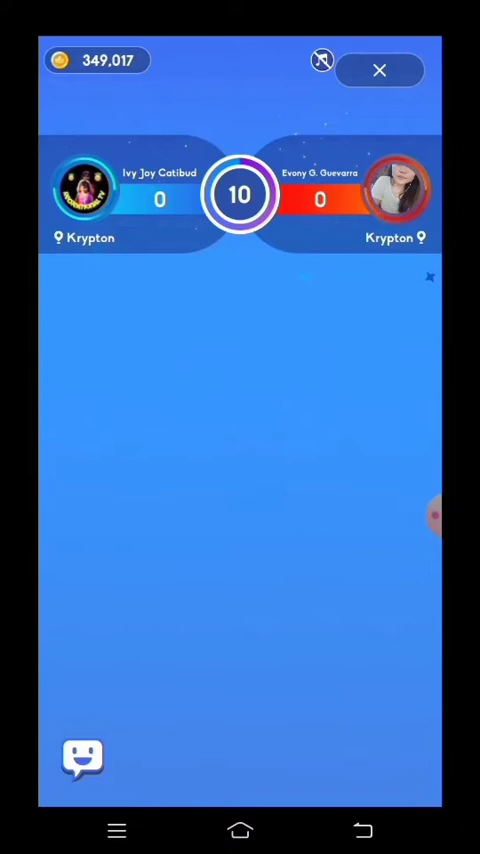 349,017
Ivy Joy Catibud
Evony G. Guevarra
0
10
0
Krypton
Krypton